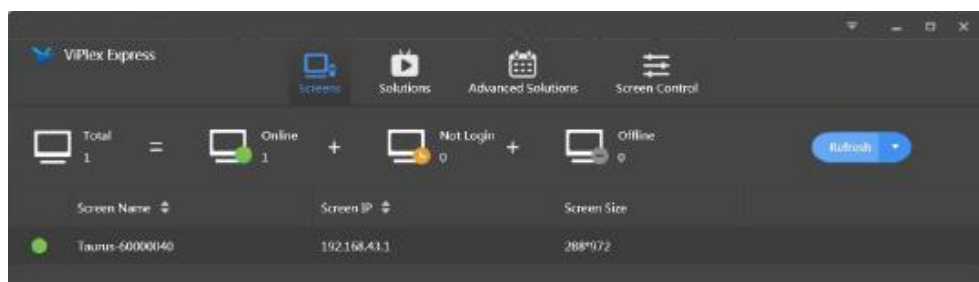 ViPlex Express
Screens Solutions Advanced Solutions Screen Control
Total = Online + Not Login + Offline
1 1 0 0
Refresh
Screen Name Screen IP Screen Size
Taurus-60000040 192.168.43.1 288*972